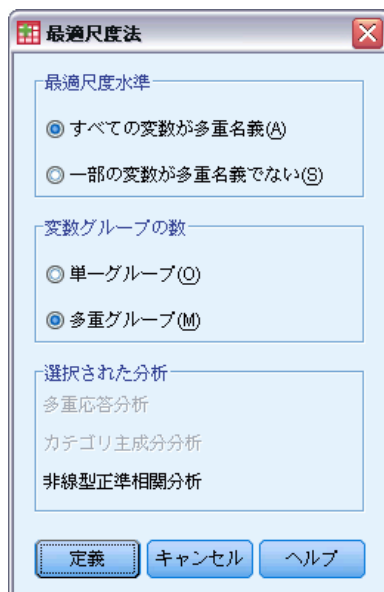 最適尺度法
最適尺度水準
すべての変数が多重名義(A)
一部の変数が多重名義でない(S)
変数グループの数
単一グループ(O)
多重グループ(M)
選択された分析
多重応答分析
カテゴリ主成分分析
非線型正準相関分析
定義 キャンセル ヘルプ